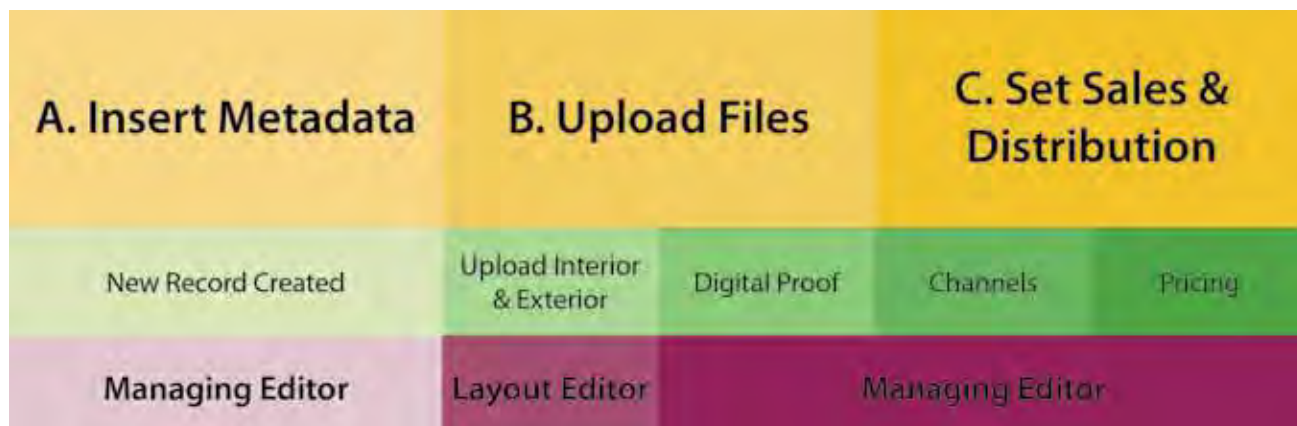 A. Insert Metadata
B. Upload Files
C. Set Sales &
Distribution
New Record Created
Upload Interior
& Exterior
Digital Proof
Channels
Pricing
Managing Editor
Layout Editor
Managing Editor